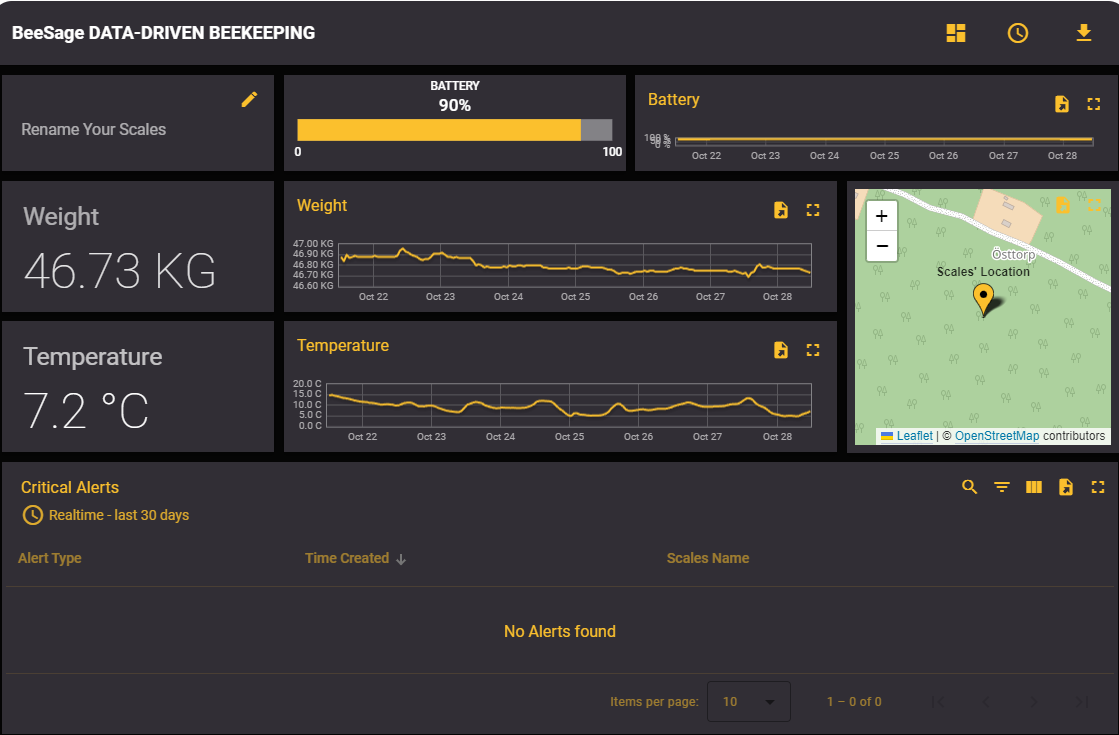 BeeSage DATA-DRIVEN BEEKEEPING
Rename Your Scales
BATTERY
90%
0
100
Battery
100 %
50 %
0 %
Oct 22
Oct 23
Oct 24
Oct 25
Oct 26
Oct 27
Oct 28
Weight
46.73 KG
Weight
47.00 KG
46.90 KG
46.80 KG
46.70 KG
46.60 KG
Oct 22
Oct 23
Oct 24
Oct 25
Oct 26
Oct 27
Oct 28
+
−
Östtorp
Scales' Location
Leaflet | © OpenStreetMap contributors
Temperature
7.2 °C
Temperature
20.0 C
15.0 C
10.0 C
5.0 C
0.0 C
Oct 22
Oct 23
Oct 24
Oct 25
Oct 26
Oct 27
Oct 28
Critical Alerts
Realtime - last 30 days
Alert Type
Time Created
Scales Name
No Alerts found
Items per page:
10
1 – 0 of 0